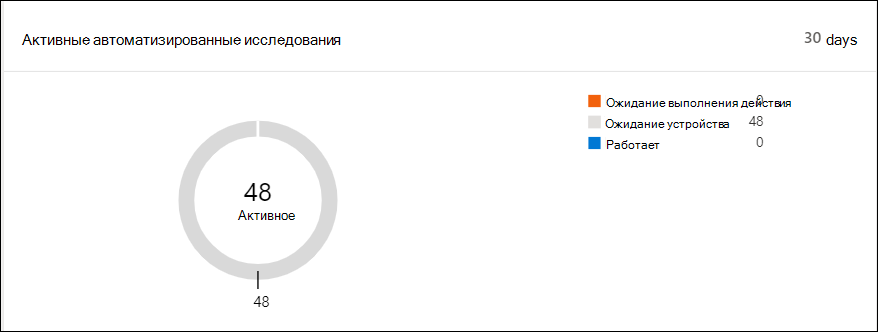 Активные автоматизированные исследования 30 days
Ожидание выполнения действия 0
Ожидание устройства 48
Работает 0
48
Активное
48